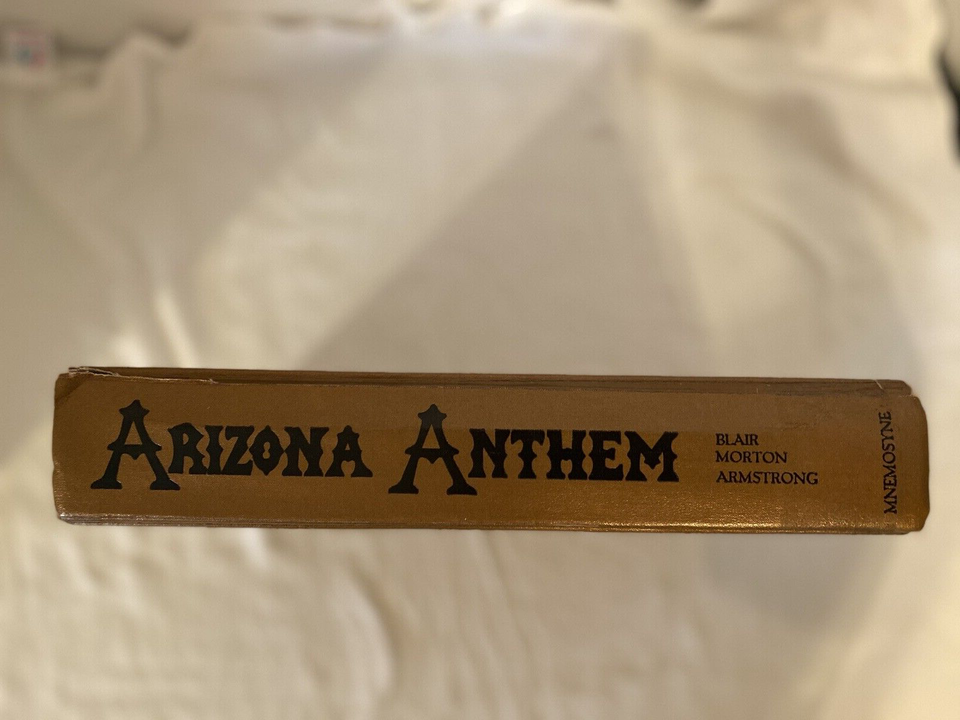 ARIZONA ANTHEM
BLAIR
MORTON
ARMSTRONG
MNEMOSYNE